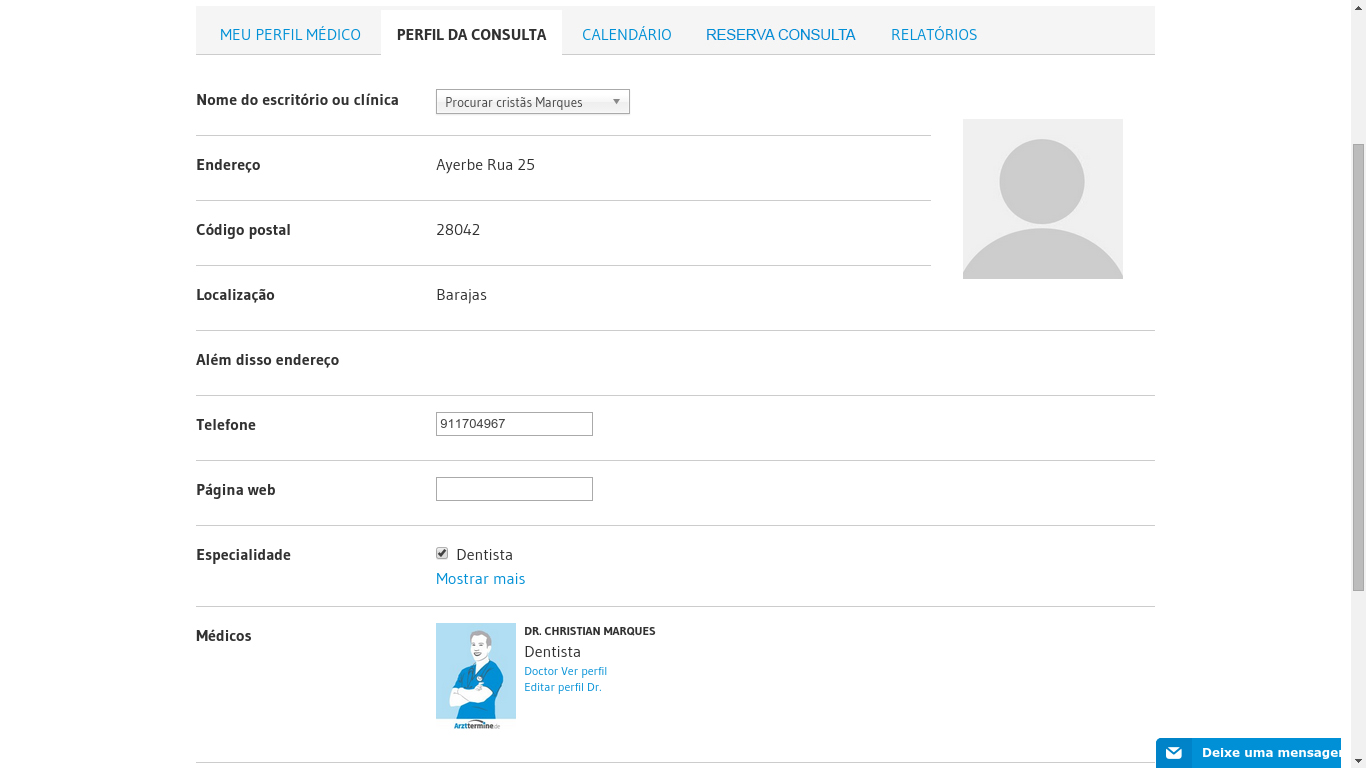 MEU PERFIL MÉDICO PERFIL DA CONSULTA CALENDÁRIO RESERVA CONSULTA RELATÓRIOS
Nome do escritório ou clínica Procurar cristãs Marques
Endereço Ayerbe Rua 25
Código postal 28042
Localização Barajas
Além disso endereço
Telefone 911704967
Página web
Especialidade Dentista
Mostrar mais
Médicos DR. CHRISTIAN MARQUES
Dentista
Doctor Ver perfil
Editar perfil Dr.
Arzttermine.de
Deixe uma mensager